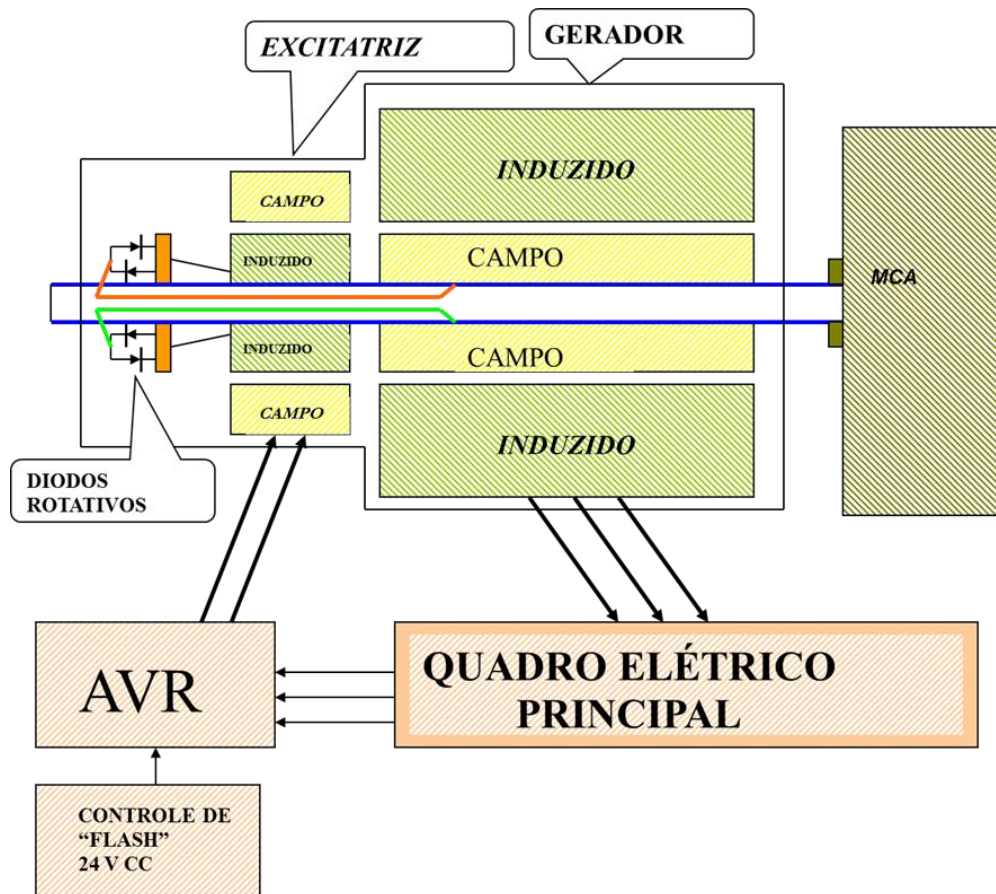 EXCITATRIZ
GERADOR
INDUZIDO
CAMPO
INDUZIDO
CAMPO
MCA
INDUZIDO
CAMPO
CAMPO
INDUZIDO
DIODOS
ROTATIVOS
AVR
QUADRO ELÉTRICO
PRINCIPAL
CONTROLE DE
“FLASH”
24 V CC